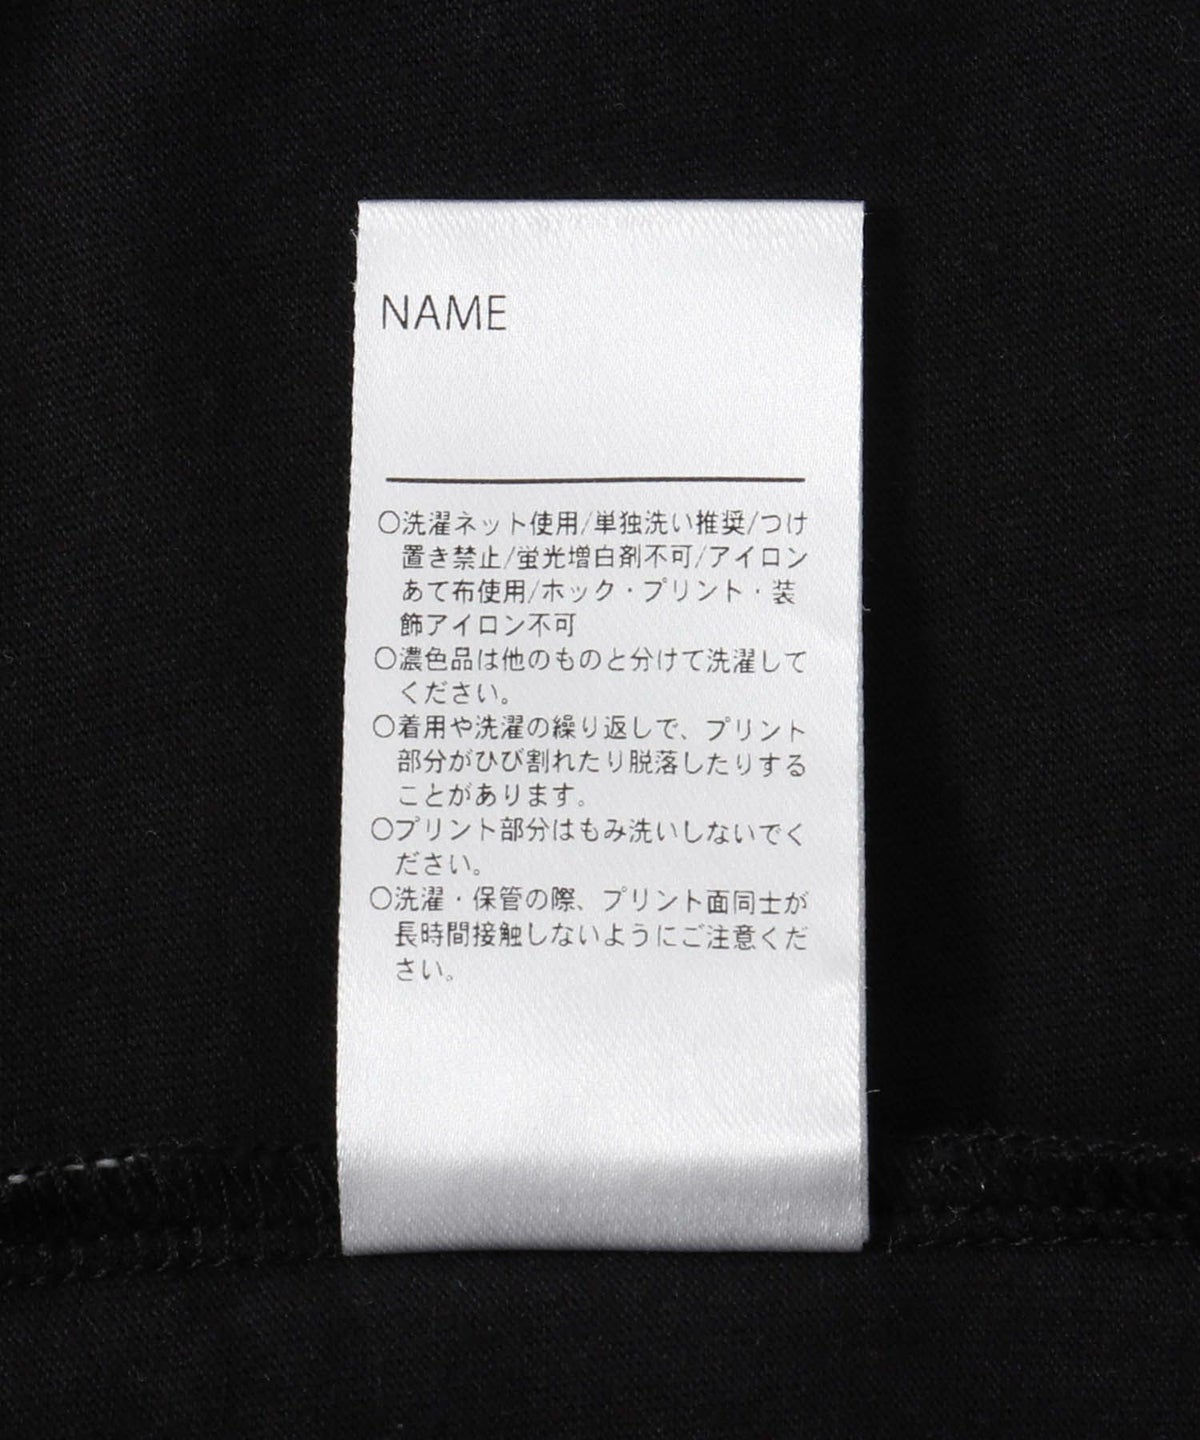 NAME
○洗濯ネット使用/単独洗い推奨/つけ
置き禁止/蛍光増白剤不可/アイロン
あて布使用/ホック・プリント・装
飾アイロン不可
○濃色品は他のものと分けて洗濯して
ください。
○着用や洗濯の繰り返しで、プリント
部分がひび割れたり脱落したりする
ことがあります。
○プリント部分はもみ洗いしないでく
ださい。
○洗濯・保管の際、プリント面同士が
長時間接触しないようにご注意くだ
さい。